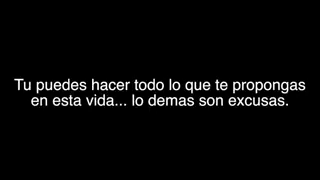 Tu puedes hacer todo lo que te propongas
en esta vida... lo demas son excusas.